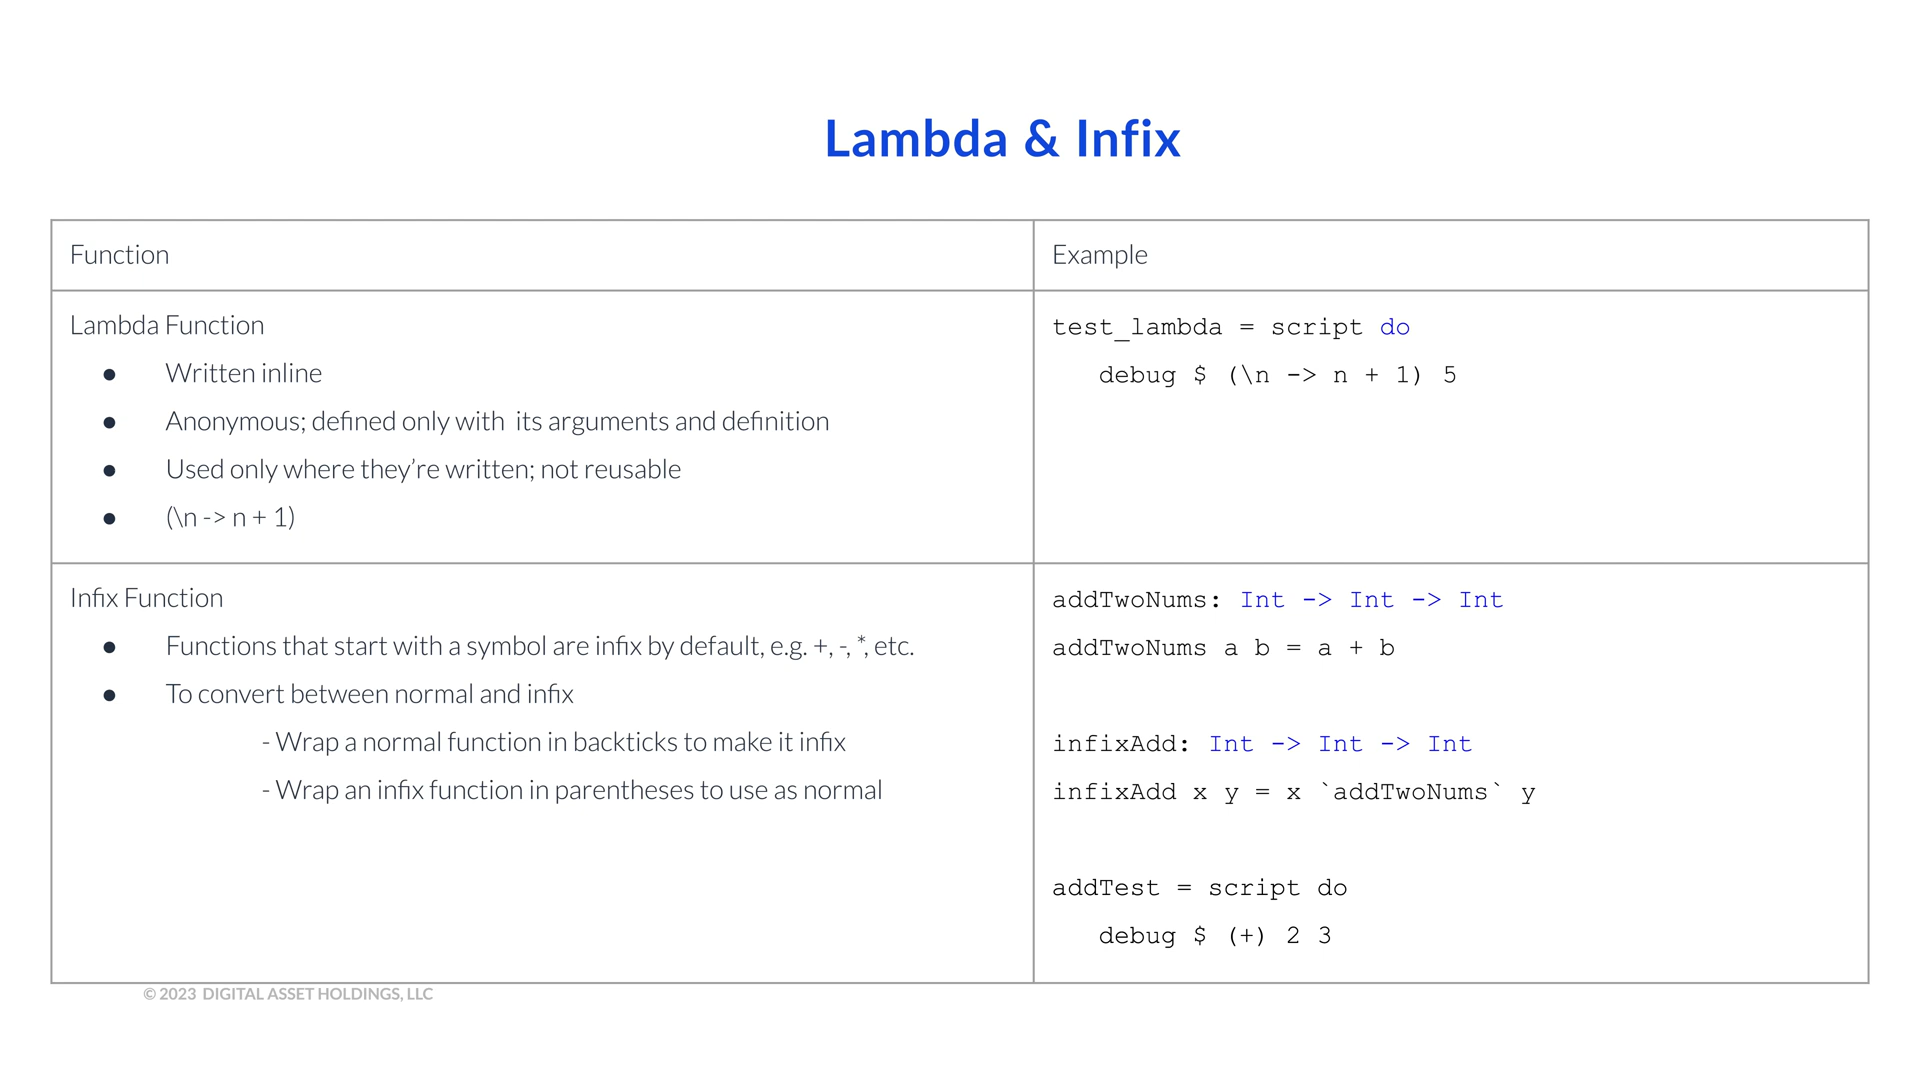 Lambda & Infix
Function
Example
Lambda Function
● Written inline
● Anonymous; defined only with its arguments and definition
● Used only where they’re written; not reusable
● (\n -> n + 1)
test_lambda = script do
debug $ (\n -> n + 1) 5
Infix Function
● Functions that start with a symbol are infix by default, e.g. +, -, *, etc.
● To convert between normal and infix
- Wrap a normal function in backticks to make it infix
- Wrap an infix function in parentheses to use as normal
addTwoNums: Int -> Int -> Int
addTwoNums a b = a + b
infixAdd: Int -> Int -> Int
infixAdd x y = x `addTwoNums` y
addTest = script do
debug $ (+) 2 3
© 2023 DIGITAL ASSET HOLDINGS, LLC